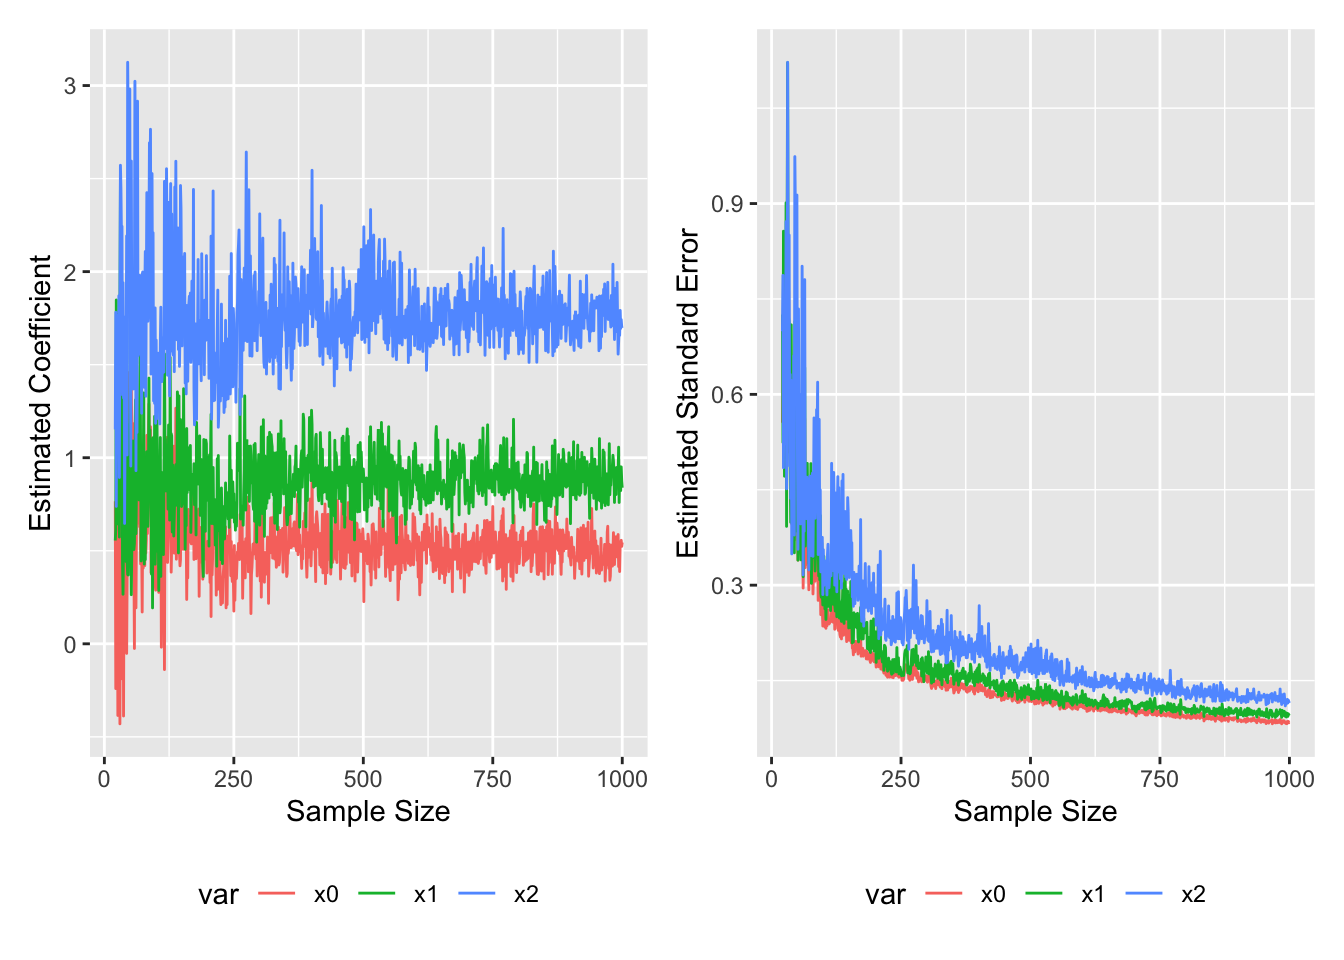 Estimated Coefficient
3
2
1
0
0 250 500 750 1000
Sample Size
var x0 x1 x2
Estimated Standard Error
0.9
0.6
0.3
0 250 500 750 1000
Sample Size
var x0 x1 x2